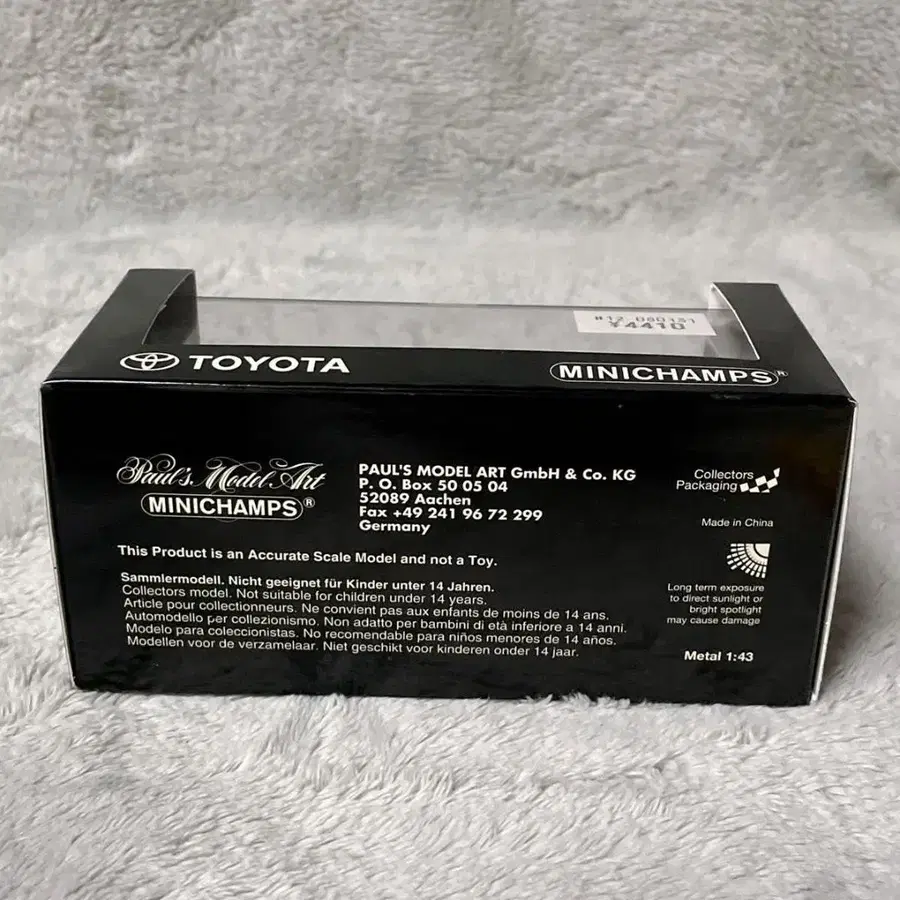 #12 080131
¥4410
TOYOTA
MINICHAMPS®
Paul's Model Art
MINICHAMPS®
PAUL'S MODEL ART GmbH & Co. KG
P. O. Box 50 05 04
52089 Aachen
Fax +49 241 96 72 299
Germany
Collectors
Packaging
Made in China
This Product is an Accurate Scale Model and not a Toy.
Sammlermodell. Nicht geeignet für Kinder unter 14 Jahren.
Collectors model. Not suitable for children under 14 years.
Article pour collectionneurs. Ne convient pas aux enfants de moins de 14 ans.
Automodello per collezionismo. Non adatto per bambini di età inferiore a 14 anni.
Modelo para coleccionistas. No recomendable para niños menores de 14 años.
Modellen voor de verzamelaar. Niet geschikt voor kinderen onder 14 jaar.
Long term exposure
to direct sunlight or
bright spotlight
may cause damage
Metal 1:43